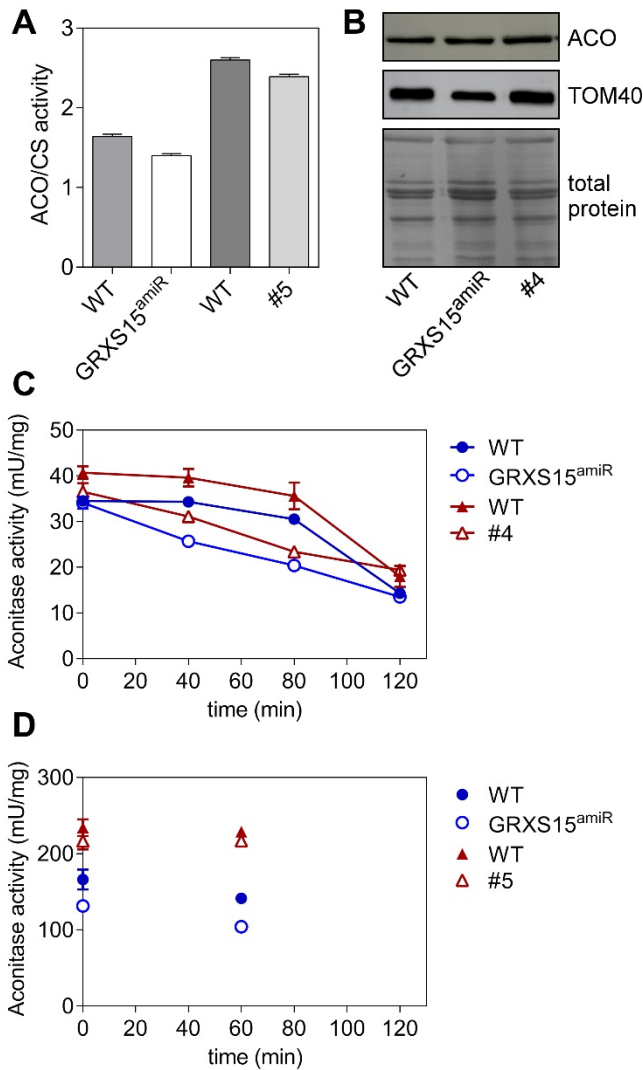 A
ACO/CS activity
3
2
1
0
WT
GRXS15amiR
WT
#5
B
ACO
TOM40
total
protein
WT
GRXS15amiR
#4
C
Aconitase activity (mU/mg)
50
40
30
20
10
0
0 20 40 60 80 100 120
time (min)
WT
GRXS15amiR
WT
#4
D
Aconitase activity (mU/mg)
300
200
100
0
0 20 40 60 80 100 120
time (min)
WT
GRXS15amiR
WT
#5